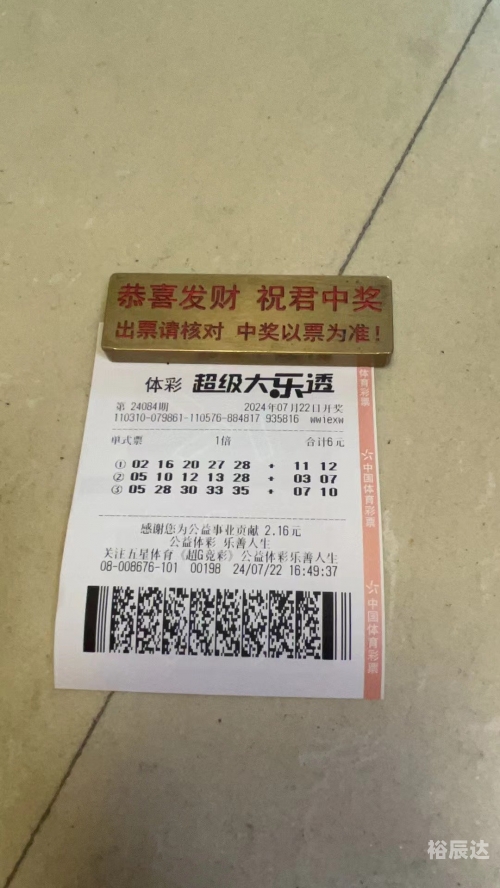 恭喜发财 祝君中奖
出票请核对 中奖以票为准！
体彩 超级大乐透
第 24084期 2024年07月22日开奖
110310-079861-110576-884817 935816 wwiexw
单式票 1倍 合计6元
① 02 16 20 27 28 + 11 12
② 05 10 12 13 28 + 03 07
③ 05 28 30 33 35 + 07 10
感谢您为公益事业贡献 2.16元
公益体彩 乐善人生
关注五星体育《超G竞彩》公益体彩乐善人生
08-008676-101 00198 24/07/22 16:49:37
体育彩票
中国体育彩票
中国体育彩票
裕辰达